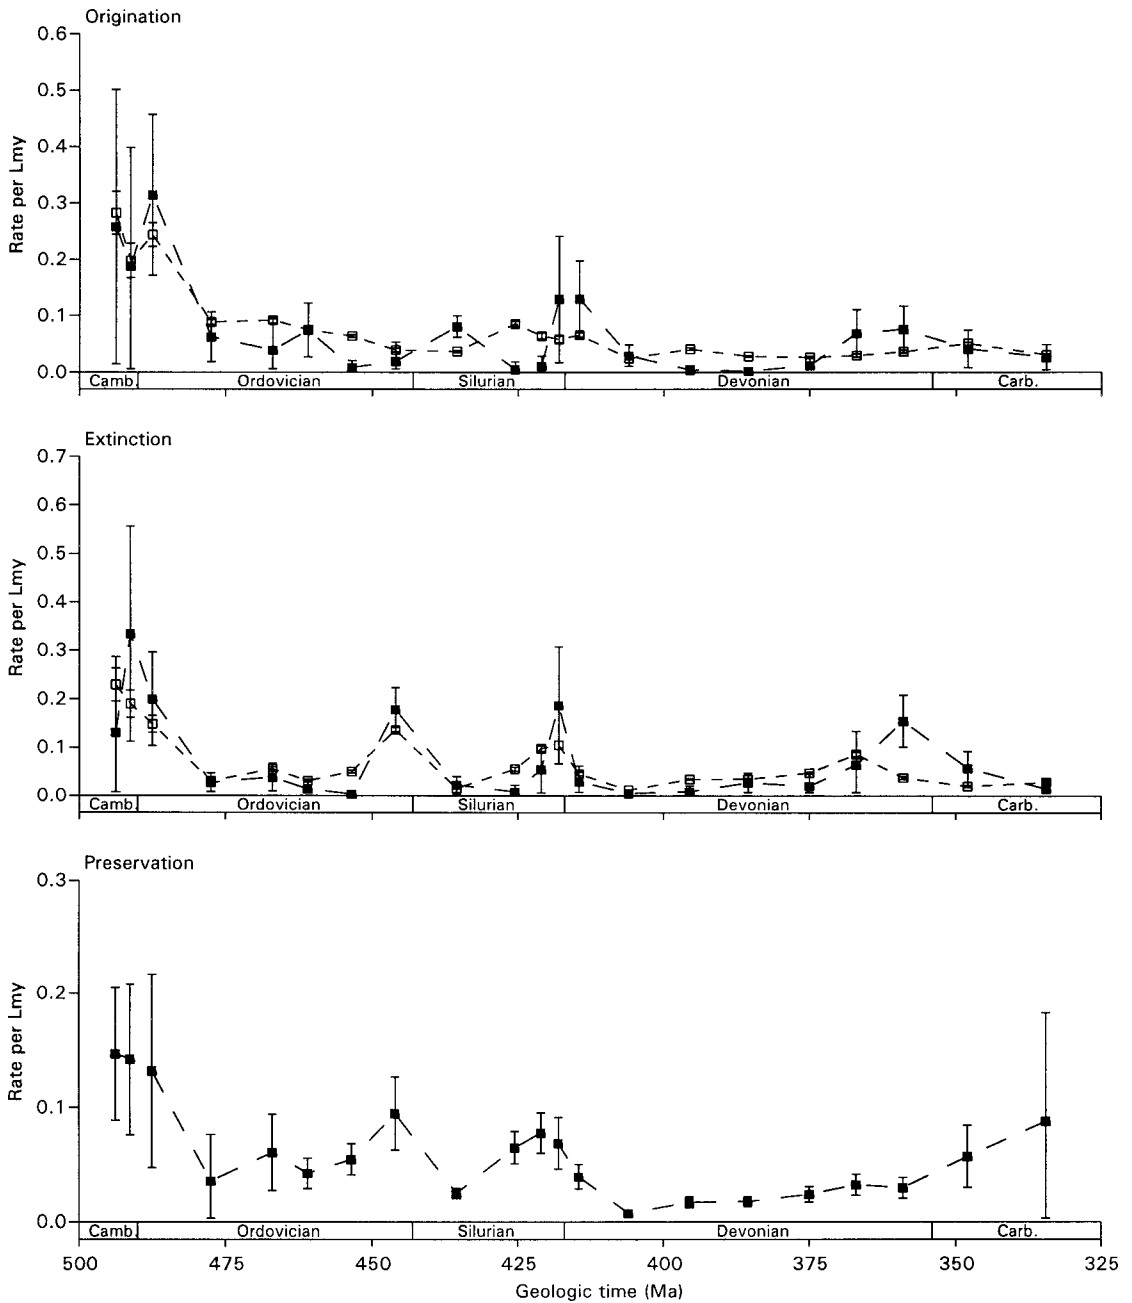 Origination
0.6
0.5
0.4
0.3
0.2
0.1
0.0
Rate per Lmy
Camb. Ordovician Silurian Devonian Carb.
Extinction
0.7
0.6
0.5
0.4
0.3
0.2
0.1
0.0
Rate per Lmy
Camb. Ordovician Silurian Devonian Carb.
Preservation
0.3
0.2
0.1
0.0
Rate per Lmy
Camb. Ordovician Silurian Devonian Carb.
500 475 450 425 400 375 350 325
Geologic time (Ma)